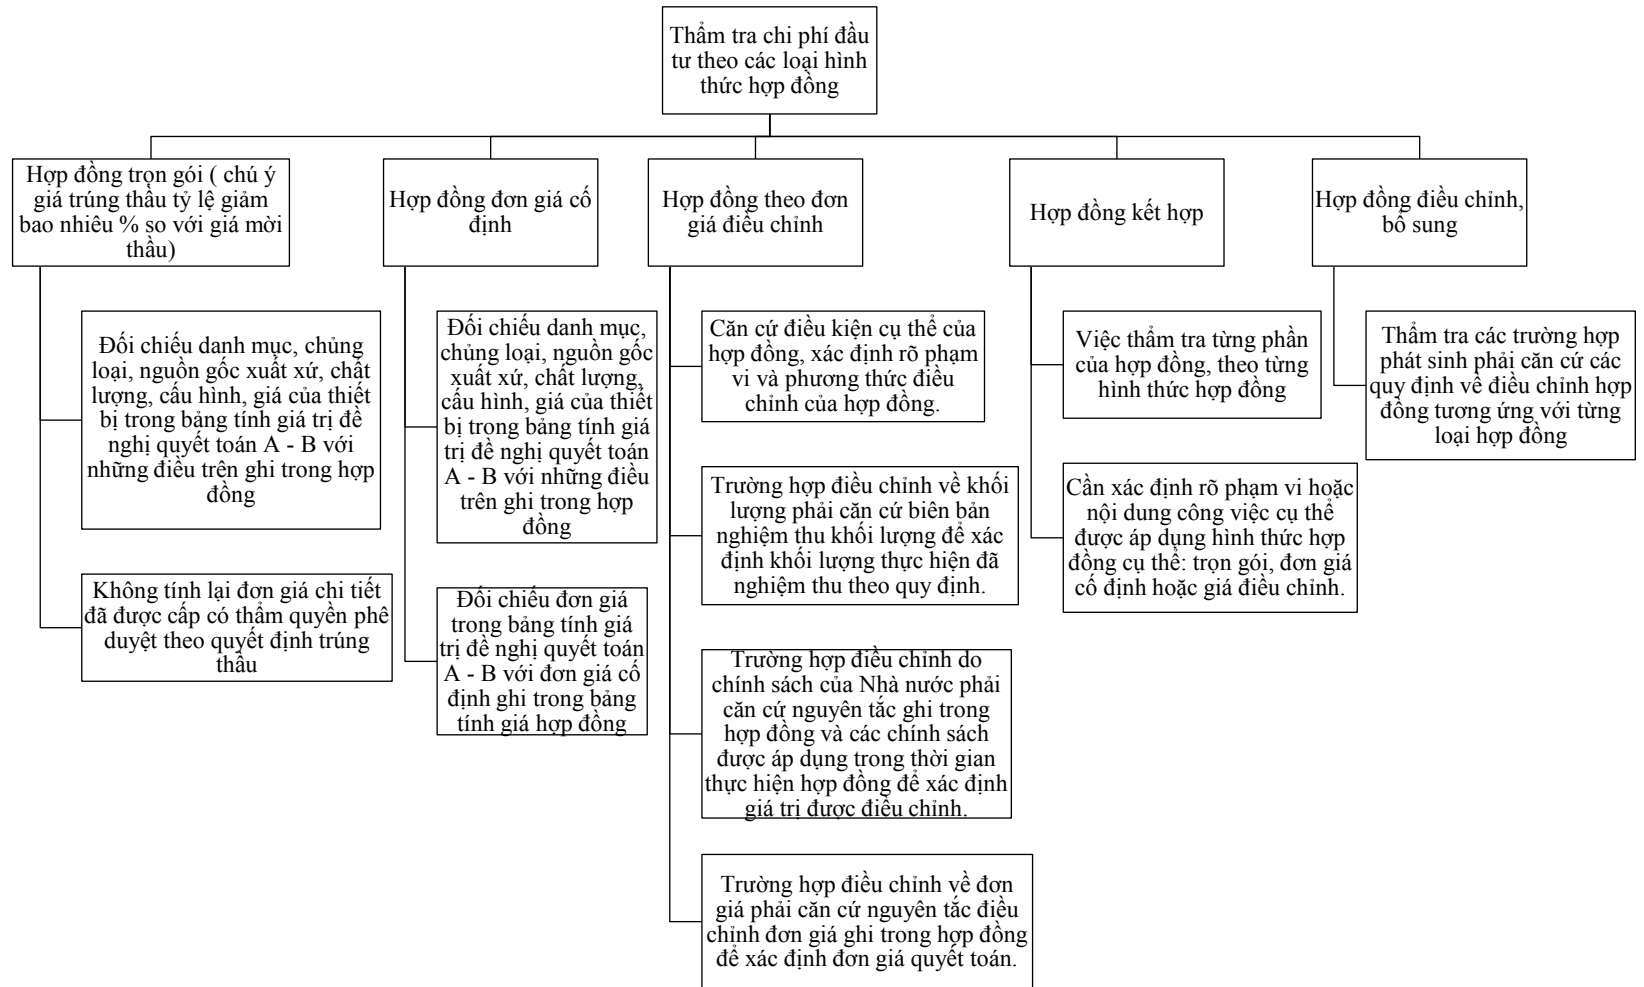 Thẩm tra chi phí đầu
tư theo các loại hình
thức hợp đồng
Hợp đồng trọn gói ( chú ý
giá trúng thầu tỷ lệ giảm
bao nhiêu % so với giá mời
thầu)
Đối chiếu danh mục, chủng
loại, nguồn gốc xuất xứ, chất
lượng, cấu hình, giá của thiết
bị trong bảng tính giá trị đề
nghị quyết toán A - B với
những điều trên ghi trong hợp
đồng
Không tính lại đơn giá chi tiết
đã được cấp có thẩm quyền phê
duyệt theo quyết định trúng
thầu
Hợp đồng đơn giá cố
định
Đối chiếu danh mục,
chủng loại, nguồn gốc
xuất xứ, chất lượng,
cấu hình, giá của thiết
bị trong bảng tính giá
trị đề nghị quyết toán
A - B với những điều
trên ghi trong hợp
đồng
Đối chiếu đơn giá
trong bảng tính giá
trị đề nghị quyết toán
A - B với đơn giá cố
định ghi trong bảng
tính giá hợp đồng
Hợp đồng theo đơn
giá điều chỉnh
Căn cứ điều kiện cụ thể của
hợp đồng, xác định rõ phạm
vi và phương thức điều
chỉnh của hợp đồng.
Trường hợp điều chỉnh về khối
lượng phải căn cứ biên bản
nghiệm thu khối lượng để xác
định khối lượng thực hiện đã
nghiệm thu theo quy định.
Trường hợp điều chỉnh do
chính sách của Nhà nước phải
căn cứ nguyên tắc ghi trong
hợp đồng và các chính sách
được áp dụng trong thời gian
thực hiện hợp đồng để xác định
giá trị được điều chỉnh.
Trường hợp điều chỉnh về đơn
giá phải căn cứ nguyên tắc điều
chỉnh đơn giá ghi trong hợp đồng
để xác định đơn giá quyết toán.
Hợp đồng kết hợp
Việc thẩm tra từng phần
của hợp đồng, theo từng
hình thức hợp đồng
Cần xác định rõ phạm vi hoặc
nội dung công việc cụ thể
được áp dụng hình thức hợp
đồng cụ thể: trọn gói, đơn giá
cố định hoặc giá điều chỉnh.
Hợp đồng điều chỉnh,
bổ sung
Thẩm tra các trường hợp
phát sinh phải căn cứ các
quy định về điều chỉnh hợp
đồng tương ứng với từng
loại hợp đồng